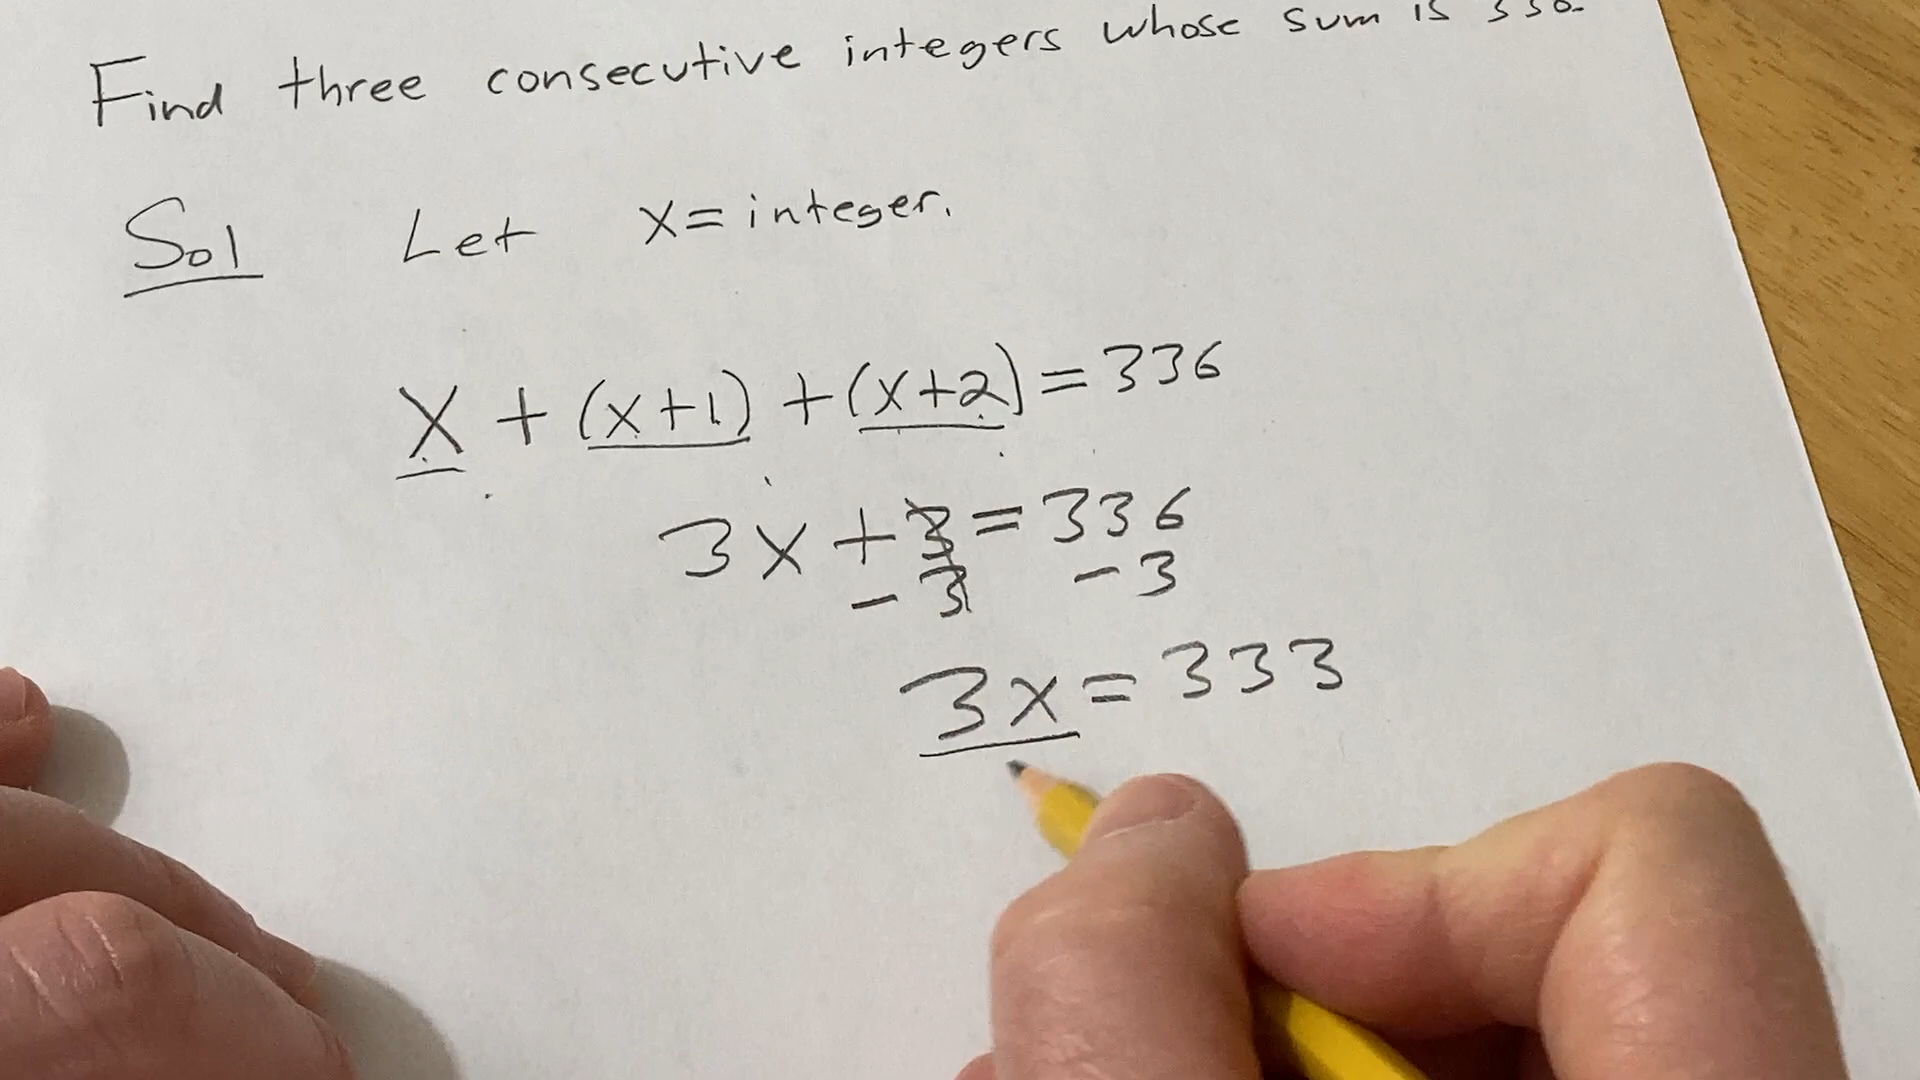 Find three consecutive integers whose sum is 336.
Sol Let x = integer.
x + (x+1) + (x+2) = 336
3x + 3 = 336
- 3 - 3
3x = 333